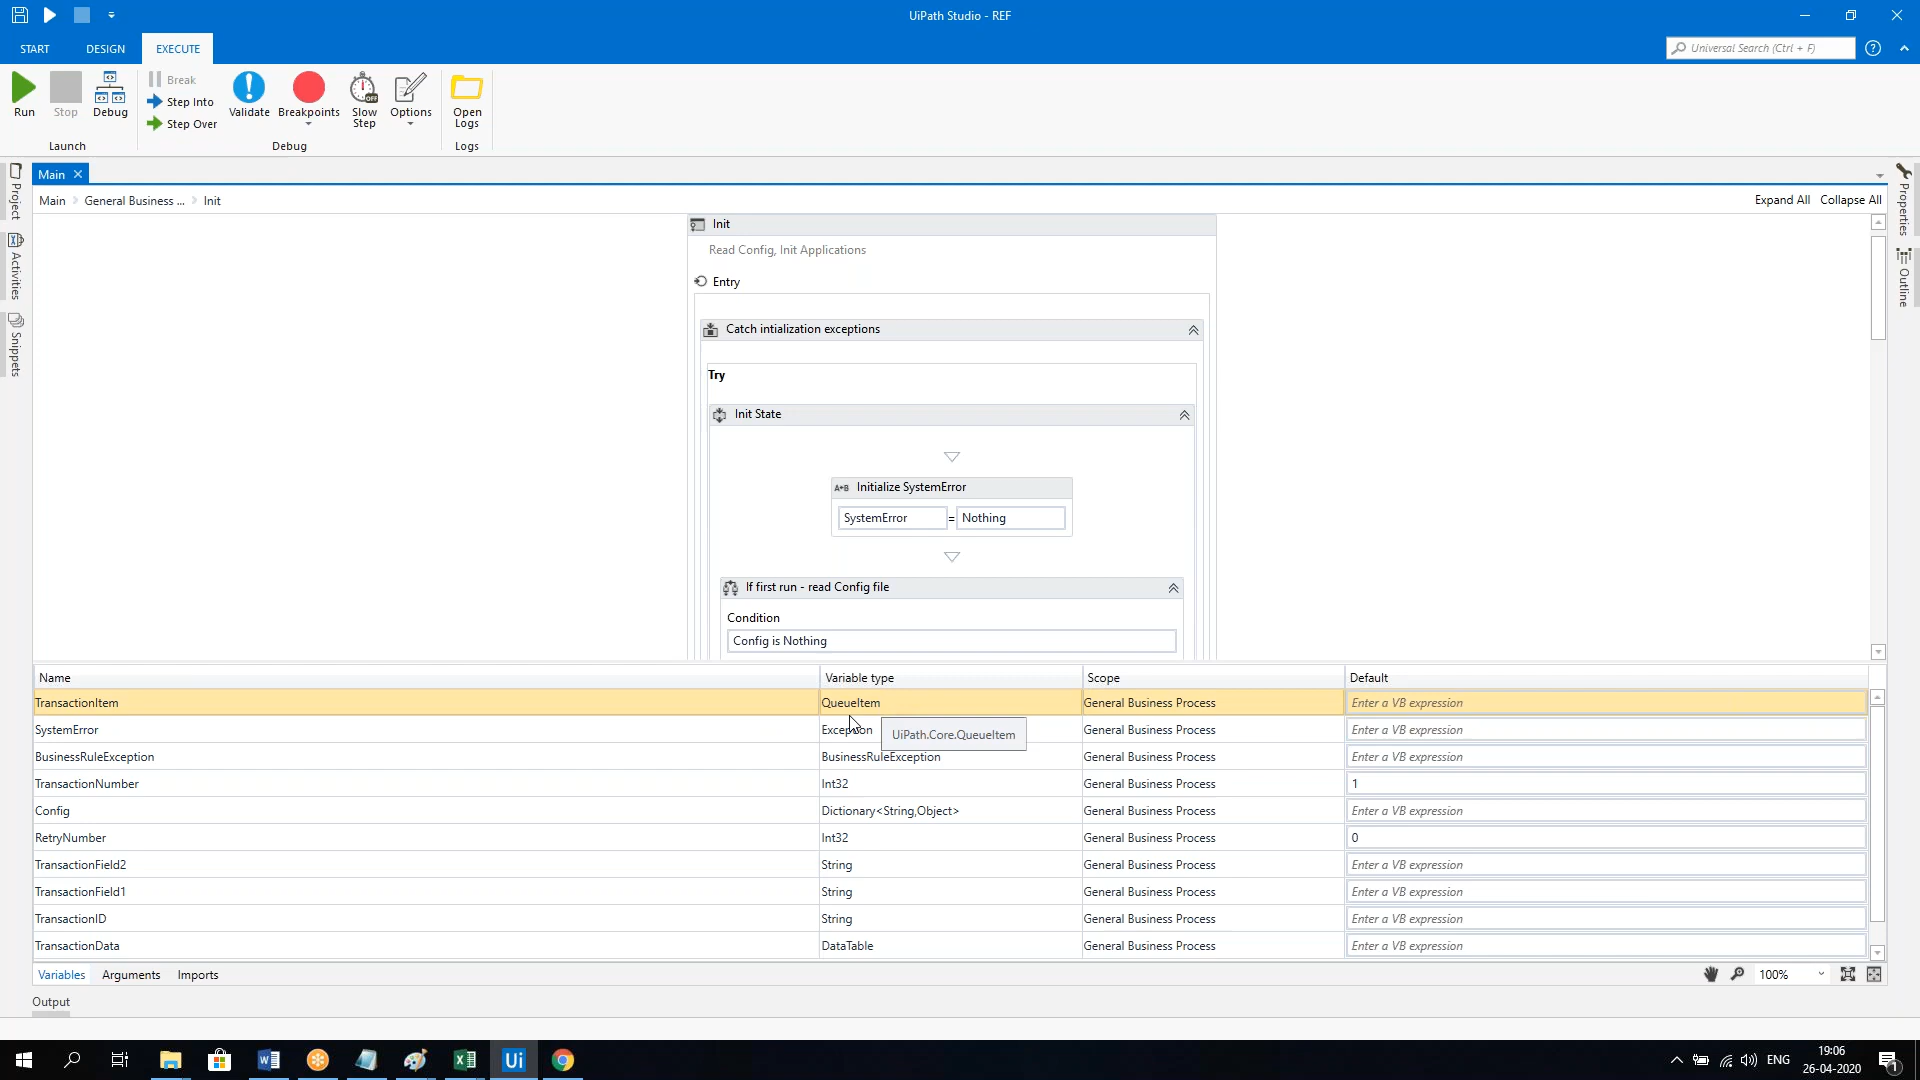 UiPath Studio - REF
START DESIGN EXECUTE
Universal Search (Ctrl + F)
Run Stop Debug
Break
Step Into
Step Over
Validate Breakpoints Slow Step Options
Open Logs
Launch Debug Logs
Main
Main General Business ... Init
Expand All Collapse All
Project
Activities
Snippets
Properties
Outline
Init
Read Config, Init Applications
Entry
Catch intialization exceptions
Try
Init State
A+B Initialize SystemError
SystemError = Nothing
If first run - read Config file
Condition
Config is Nothing
Name Variable type Scope Default
TransactionItem QueueItem General Business Process Enter a VB expression
SystemError Exception General Business Process Enter a VB expression
UiPath.Core.QueueItem
BusinessRuleException BusinessRuleException General Business Process Enter a VB expression
TransactionNumber Int32 General Business Process 1
Config Dictionary<String,Object> General Business Process Enter a VB expression
RetryNumber Int32 General Business Process 0
TransactionField2 String General Business Process Enter a VB expression
TransactionField1 String General Business Process Enter a VB expression
TransactionID String General Business Process Enter a VB expression
TransactionData DataTable General Business Process Enter a VB expression
Variables Arguments Imports
100%
Output
Ui
ENG
19:06
26-04-2020
1